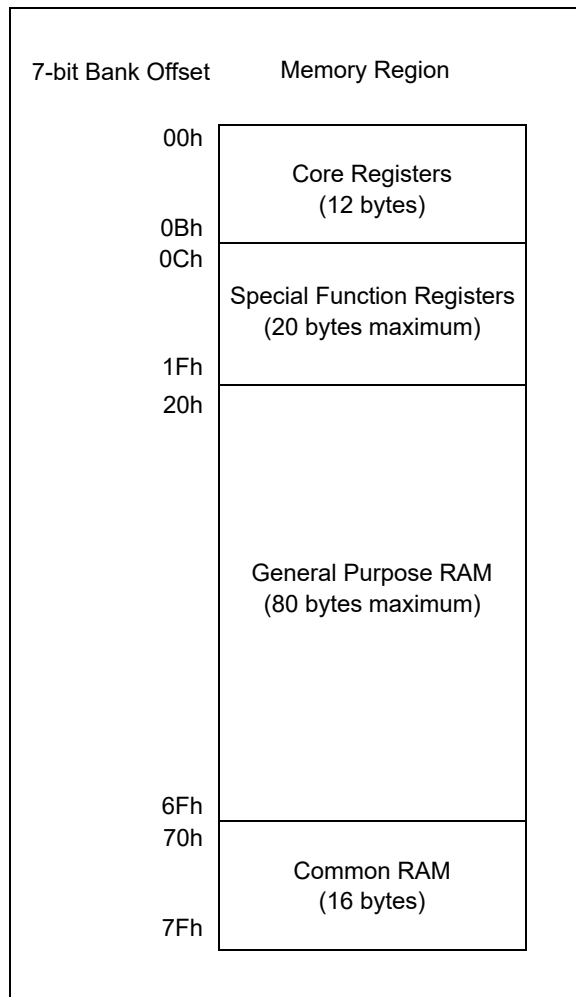 7-bit Bank Offset Memory Region
00h
Core Registers
(12 bytes)
0Bh
0Ch
Special Function Registers
(20 bytes maximum)
1Fh
20h
General Purpose RAM
(80 bytes maximum)
6Fh
70h
Common RAM
(16 bytes)
7Fh